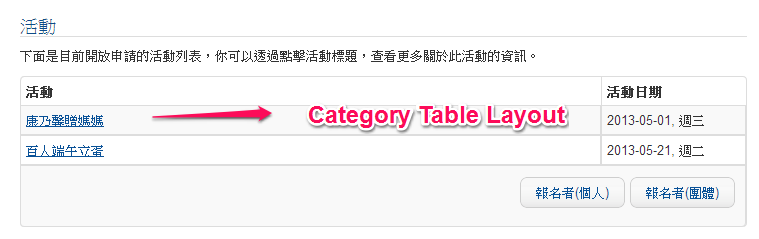 活動
下面是目前開放申請的活動列表，你可以透過點擊活動標題，查看更多關於此活動的資訊。
活動 活動日期
康乃馨贈媽媽 Category Table Layout 2013-05-01, 週三
百人端午立蛋 2013-05-21, 週二
報名者(個人) 報名者(團體)